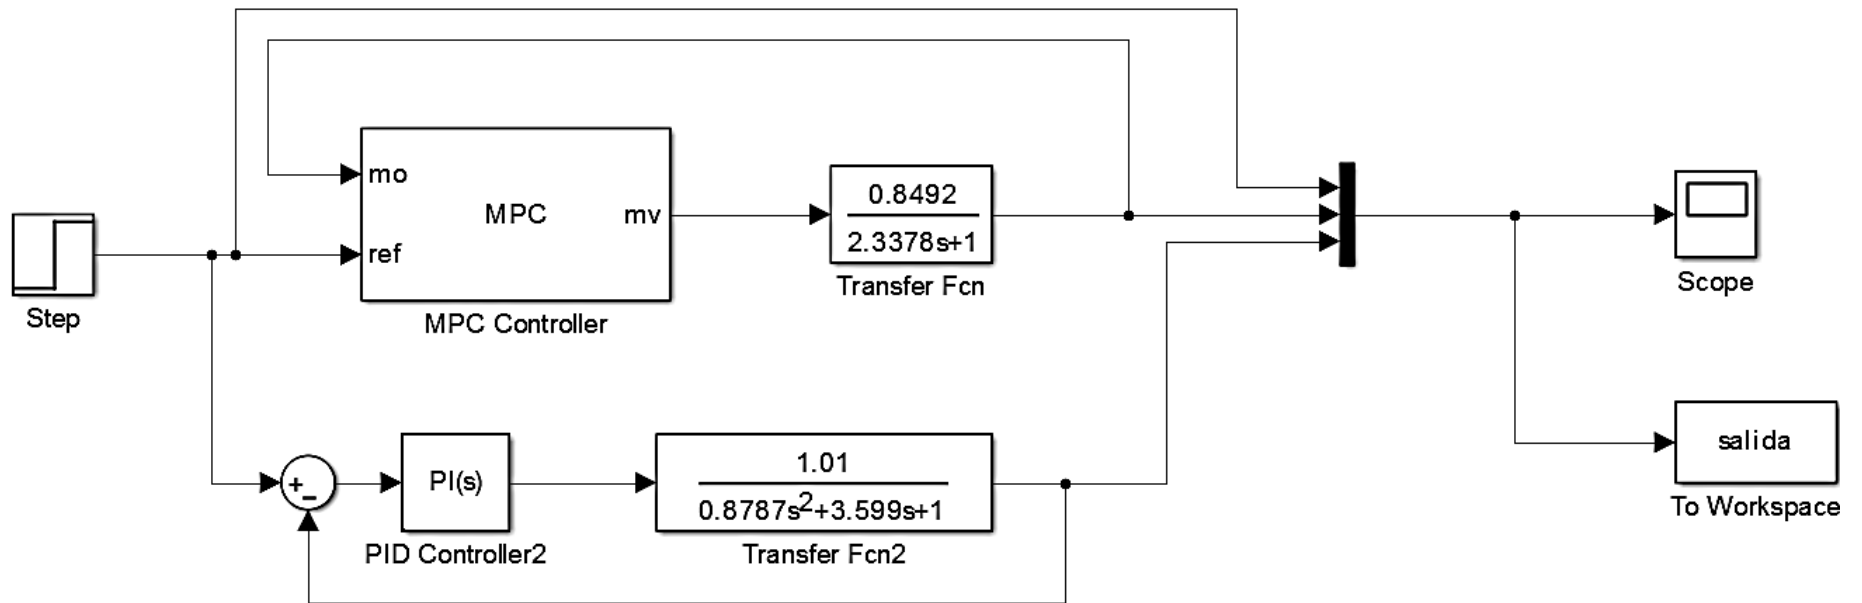 Step
mo
ref
MPC
mv
MPC Controller
0.8492
2.3378s+1
Transfer Fcn
Scope
salida
To Workspace
+
−
PI(s)
PID Controller2
1.01
0.8787s²+3.599s+1
Transfer Fcn2